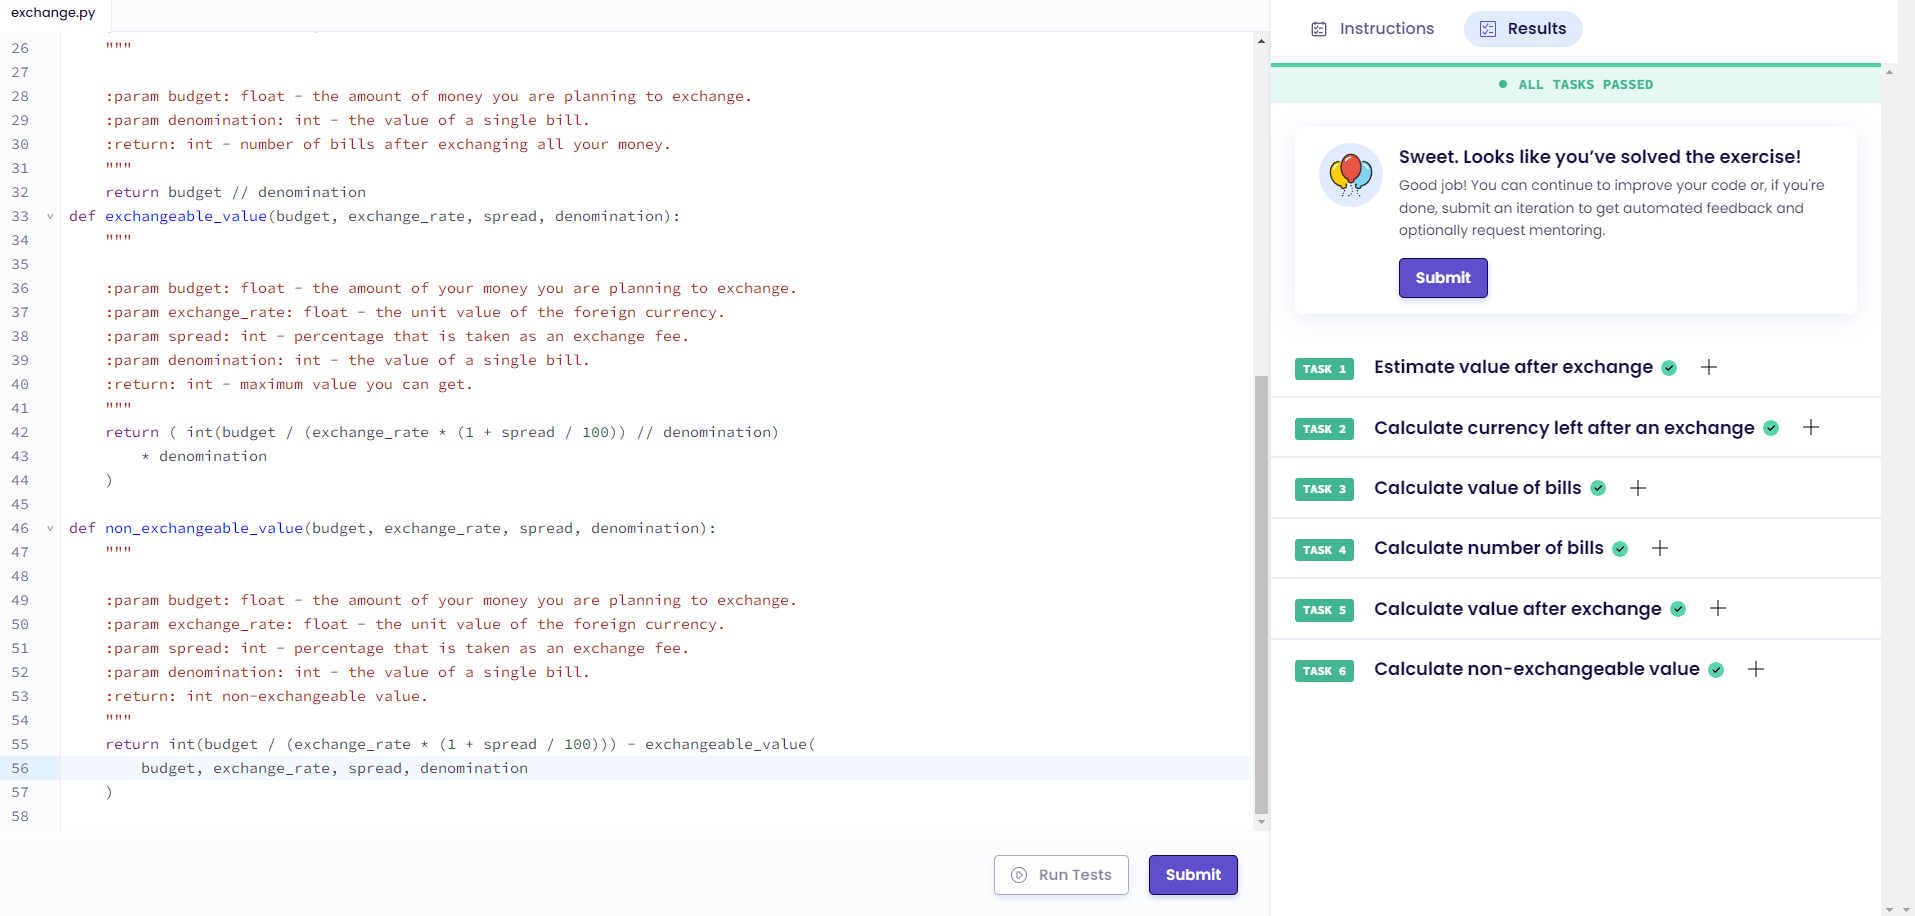 exchange.py
26 """
27
28 :param budget: float - the amount of money you are planning to exchange.
29 :param denomination: int - the value of a single bill.
30 :return: int - number of bills after exchanging all your money.
31 """
32 return budget // denomination
33 def exchangeable_value(budget, exchange_rate, spread, denomination):
34 """
35
36 :param budget: float - the amount of your money you are planning to exchange.
37 :param exchange_rate: float - the unit value of the foreign currency.
38 :param spread: int - percentage that is taken as an exchange fee.
39 :param denomination: int - the value of a single bill.
40 :return: int - maximum value you can get.
41 """
42 return ( int(budget / (exchange_rate * (1 + spread / 100)) // denomination)
43 * denomination
44 )
45
46 def non_exchangeable_value(budget, exchange_rate, spread, denomination):
47 """
48
49 :param budget: float - the amount of your money you are planning to exchange.
50 :param exchange_rate: float - the unit value of the foreign currency.
51 :param spread: int - percentage that is taken as an exchange fee.
52 :param denomination: int - the value of a single bill.
53 :return: int non-exchangeable value.
54 """
55 return int(budget / (exchange_rate * (1 + spread / 100))) - exchangeable_value(
56 budget, exchange_rate, spread, denomination
57 )
58
Run Tests
Submit
Instructions
Results
ALL TASKS PASSED
Sweet. Looks like you’ve solved the exercise!
Good job! You can continue to improve your code or, if you're
done, submit an iteration to get automated feedback and
optionally request mentoring.
Submit
TASK 1 Estimate value after exchange
TASK 2 Calculate currency left after an exchange
TASK 3 Calculate value of bills
TASK 4 Calculate number of bills
TASK 5 Calculate value after exchange
TASK 6 Calculate non-exchangeable value